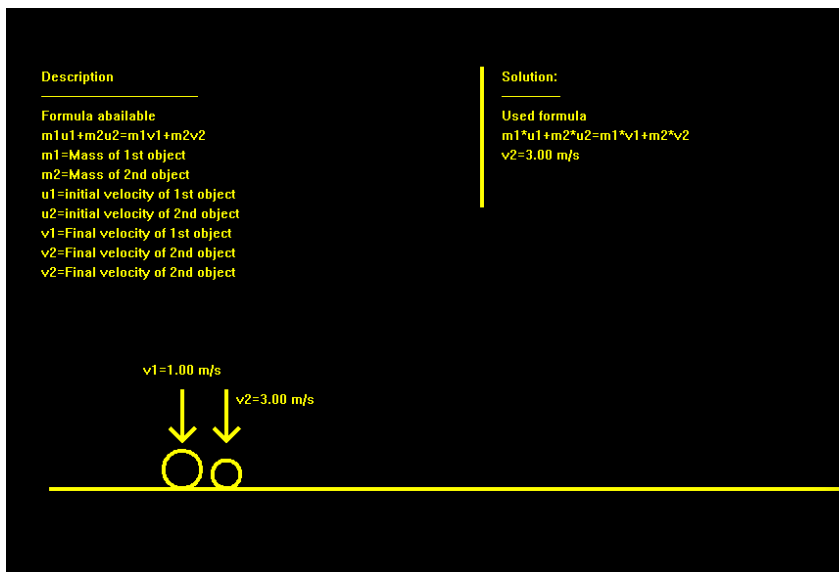 Description
Formula abailable
m1u1+m2u2=m1v1+m2v2
m1=Mass of 1st object
m2=Mass of 2nd object
u1=initial velocity of 1st object
u2=initial velocity of 2nd object
v1=Final velocity of 1st object
v2=Final velocity of 2nd object
v2=Final velocity of 2nd object
Solution:
Used formula
m1*u1+m2*u2=m1*v1+m2*v2
v2=3.00 m/s
v1=1.00 m/s
v2=3.00 m/s